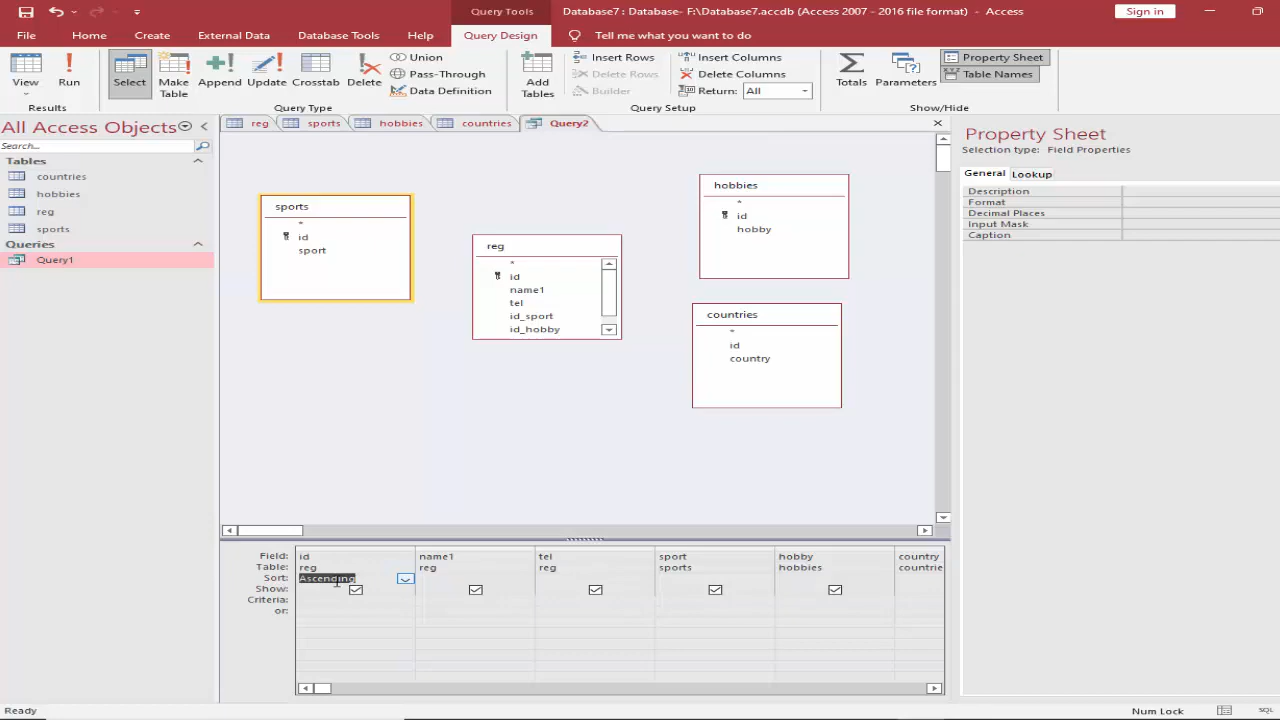 Query Tools
Database7 : Database- F:\Database7.accdb (Access 2007 - 2016 file format) - Access
Sign in
File
Home
Create
External Data
Database Tools
Help
Query Design
Tell me what you want to do
View
Run
Results
Select
Make Table
Append
Update
Crosstab
Delete
Union
Pass-Through
Data Definition
Query Type
Add Tables
Insert Rows
Delete Rows
Builder
Insert Columns
Delete Columns
Return: All
Query Setup
Totals
Parameters
Property Sheet
Table Names
Show/Hide
All Access Objects
Search...
Tables
countries
hobbies
reg
sports
Queries
Query1
reg
sports
hobbies
countries
Query2
sports
*
id
sport
reg
*
id
name1
tel
id_sport
id_hobby
hobbies
*
id
hobby
countries
*
id
country
Property Sheet
Selection type: Field Properties
General
Lookup
Description
Format
Decimal Places
Input Mask
Caption
Field: id name1 tel sport hobby country
Table: reg reg reg sports hobbies countrie
Sort: Ascending
Show:
Criteria:
or:
Ready
Num Lock
SQL